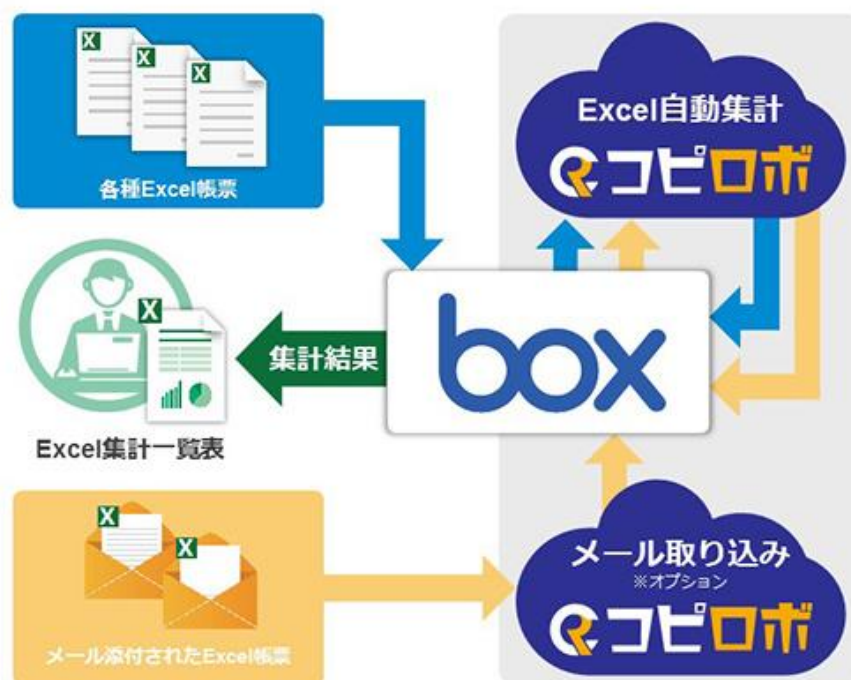 X
X
X
各種Excel帳票
Excel自動集計
コピロボ
box
集計結果
X
Excel集計一覧表
X
X
メール添付されたExcel帳票
メール取り込み
※オプション
コピロボ